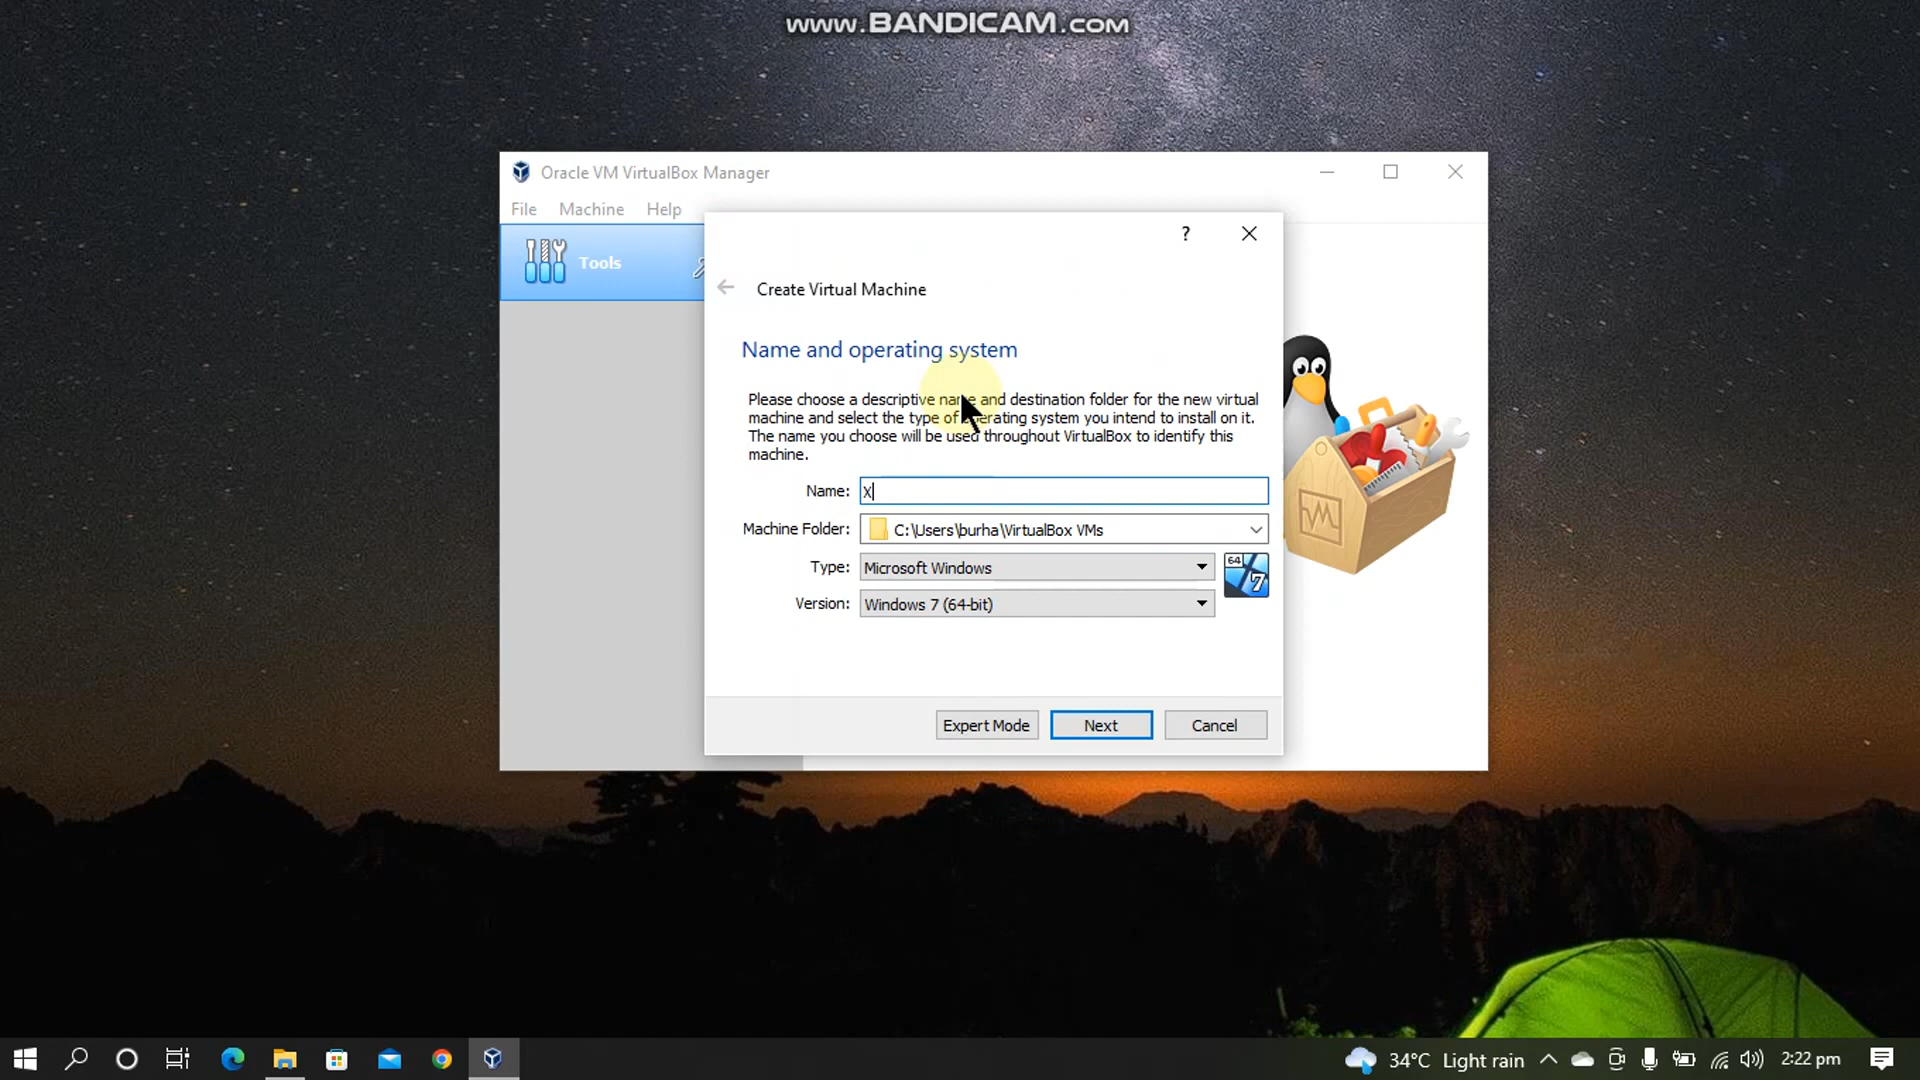 www.BANDICAM.com
Oracle VM VirtualBox Manager
File Machine Help
Tools
?
Create Virtual Machine
Name and operating system
Please choose a descriptive name and destination folder for the new virtual
machine and select the type of operating system you intend to install on it.
The name you choose will be used throughout VirtualBox to identify this
machine.
Name: X
Machine Folder: C:\Users\burha\VirtualBox VMs
Type: Microsoft Windows
64
7
Version: Windows 7 (64-bit)
Expert Mode Next Cancel
34°C Light rain 2:22 pm